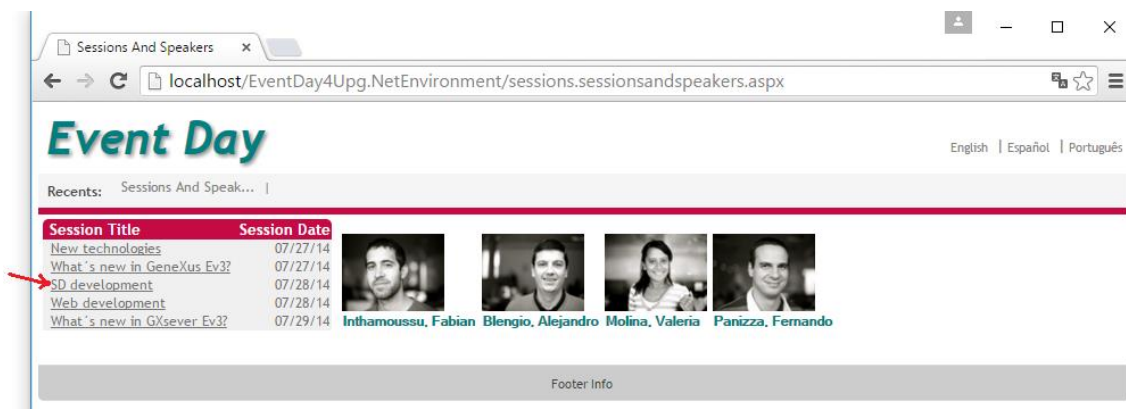 Sessions And Speakers
localhost/EventDay4Upg.NetEnvironment/sessions.sessionsandspeakers.aspx
Event Day
English | Español | Português
Recents: Sessions And Speak... |
Session Title Session Date
New technologies 07/27/14
What´s new in GeneXus Ev3? 07/27/14
SD development 07/28/14
Web development 07/28/14
What´s new in GXsever Ev3? 07/29/14
Inthamoussu, Fabian Blengio, Alejandro Molina, Valeria Panizza, Fernando
Footer Info